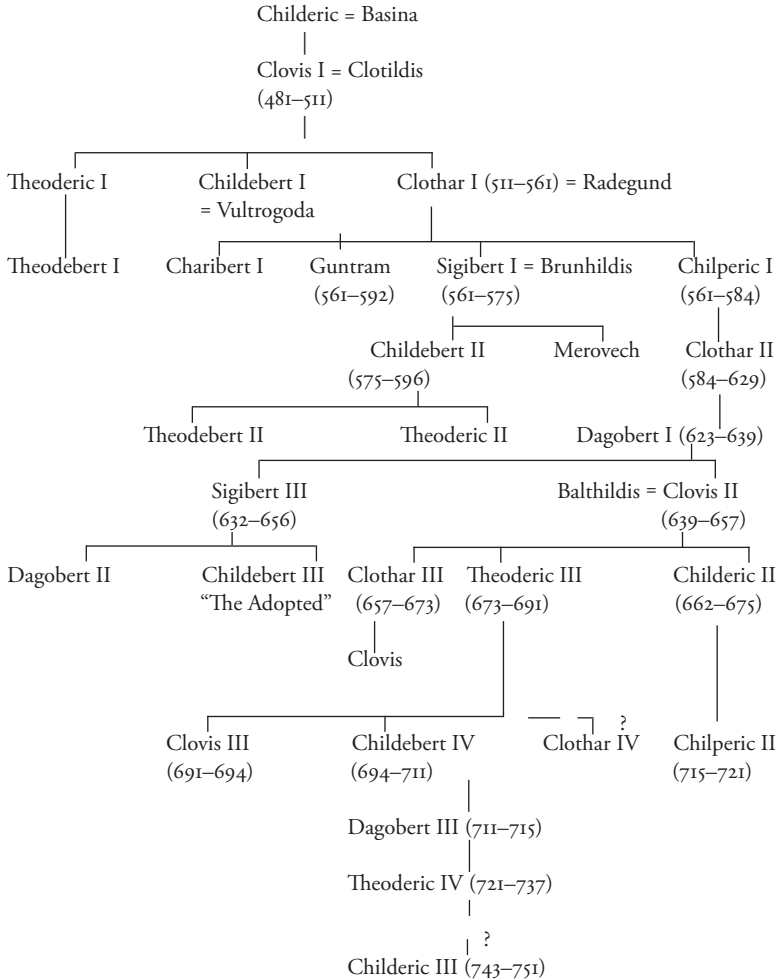 Childeric = Basina
Clovis I = Clotildis
(481–511)
Theoderic I Childebert I Clothar I (511–561) = Radegund
= Vultrogoda
Theodebert I Charibert I Guntram Sigibert I = Brunhildis Chilperic I
(561–592) (561–575) (561–584)
Childebert II Merovech Clothar II
(575–596) (584–629)
Theodebert II Theoderic II Dagobert I (623–639)
Sigibert III Balthildis = Clovis II
(632–656) (639–657)
Dagobert II Childebert III Clothar III Theoderic III Childeric II
"The Adopted" (657–673) (673–691) (662–675)
Clovis
?
Clovis III Childebert IV Clothar IV Chilperic II
(691–694) (694–711) (715–721)
Dagobert III (711–715)
Theoderic IV (721–737)
?
Childeric III (743–751)